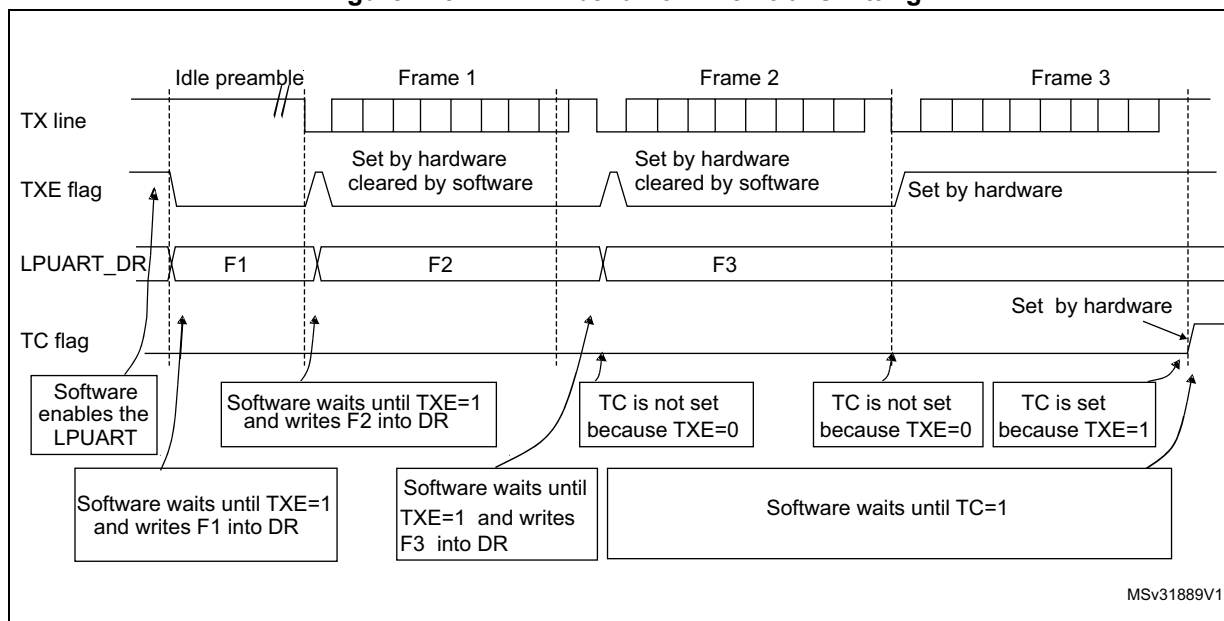 Idle preamble
Frame 1
Frame 2
Frame 3
TX line
TXE flag
Set by hardware
cleared by software
Set by hardware
cleared by software
Set by hardware
LPUART_DR
F1
F2
F3
TC flag
Set by hardware
Software
enables the
LPUART
Software waits until TXE=1
and writes F2 into DR
TC is not set
because TXE=0
TC is not set
because TXE=0
TC is set
because TXE=1
Software waits until TXE=1
and writes F1 into DR
Software waits until
TXE=1 and writes
F3 into DR
Software waits until TC=1
MSv31889V1